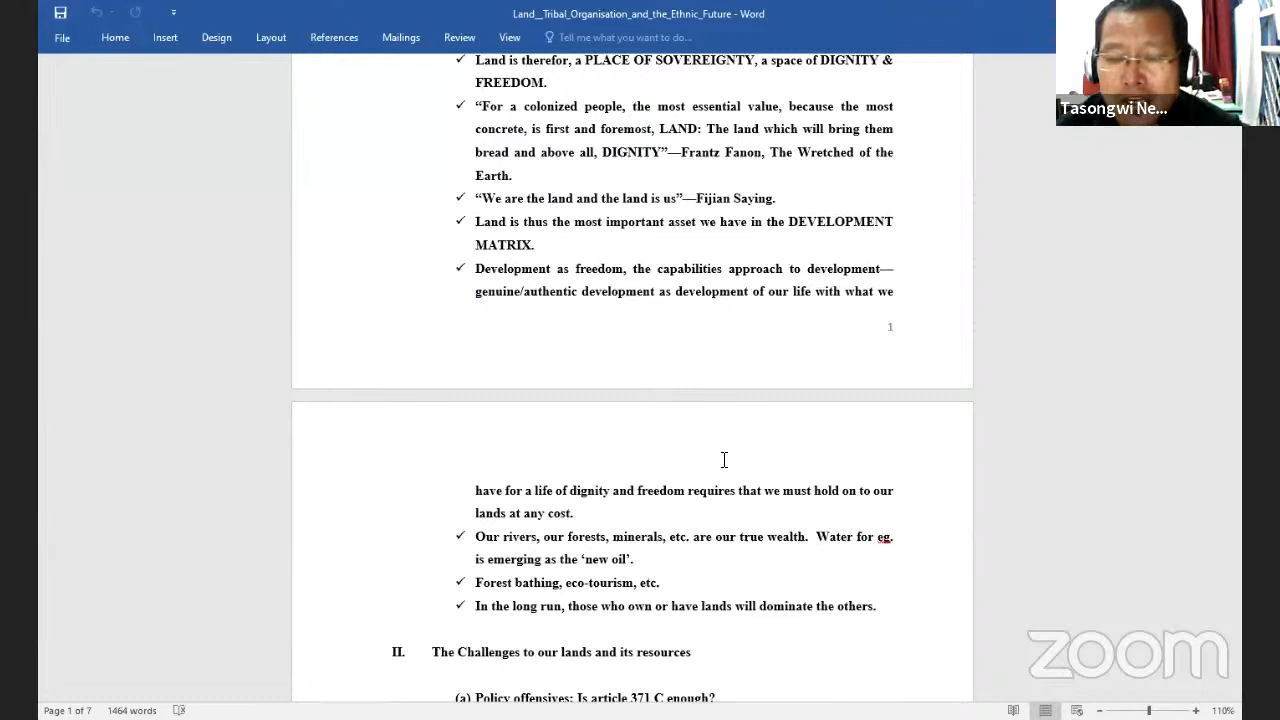 Land__Tribal_Organisation_and_the_Ethnic_Future - Word
File Home Insert Design Layout References Mailings Review View Tell me what you want to do...
Tasongwi Ne...
Land is therefor, a PLACE OF SOVEREIGNTY, a space of DIGNITY &
FREEDOM.
“For a colonized people, the most essential value, because the most
concrete, is first and foremost, LAND: The land which will bring them
bread and above all, DIGNITY”—Frantz Fanon, The Wretched of the
Earth.
“We are the land and the land is us”—Fijian Saying.
Land is thus the most important asset we have in the DEVELOPMENT
MATRIX.
Development as freedom, the capabilities approach to development—
genuine/authentic development as development of our life with what we
1
have for a life of dignity and freedom requires that we must hold on to our
lands at any cost.
Our rivers, our forests, minerals, etc. are our true wealth. Water for eg.
is emerging as the ‘new oil’.
Forest bathing, eco-tourism, etc.
In the long run, those who own or have lands will dominate the others.
II. The Challenges to our lands and its resources
(a) Policy offensives: Is article 371 C enough?
zoom
Page 1 of 7 1464 words 110%